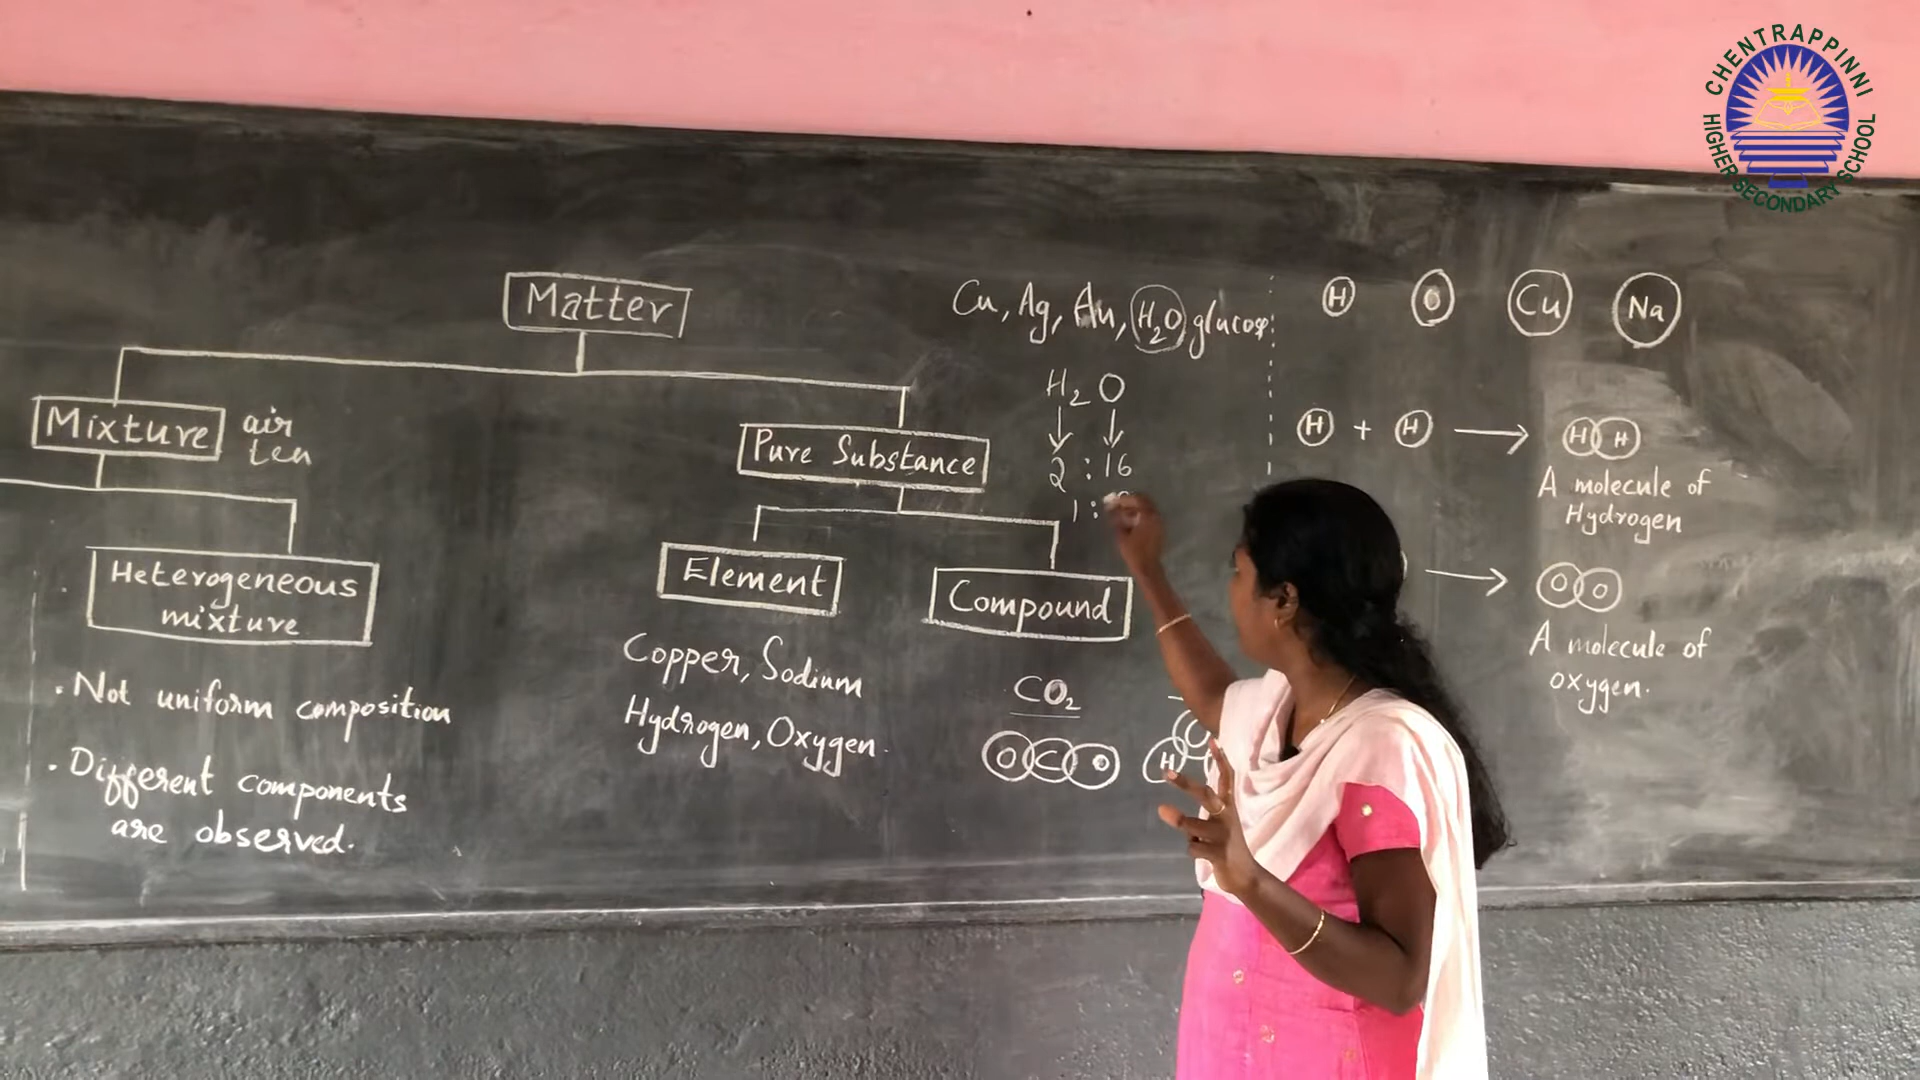 CHENTRAPPINNI
HIGHER SECONDARY SCHOOL
Matter
Mixture
air
tea
Heterogeneous
mixture
. Not uniform composition
. Different components
are observed.
Pure Substance
Element
Copper, Sodium
Hydrogen, Oxygen.
Compound
CO2
O C O
H
Cu, Ag, Au, H2O glucose
H2O
2 : 16
1 :
H O Cu Na
H + H → H H
A molecule of
Hydrogen
→ O O
A molecule of
oxygen.